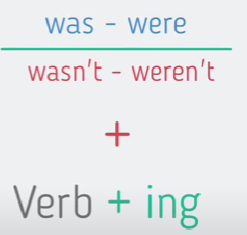 was - were
wasn't - weren't
+
Verb + ing